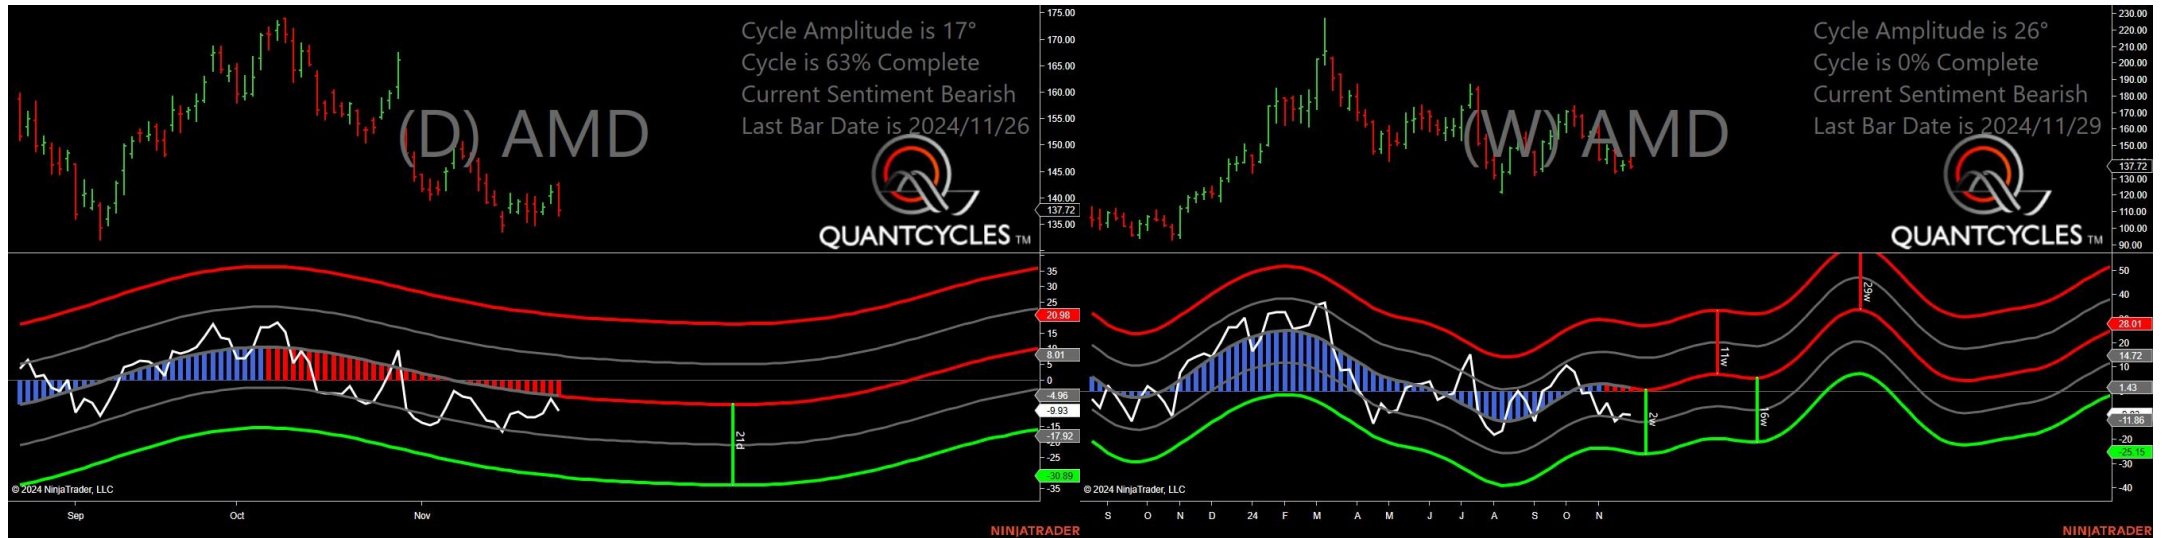 Cycle Amplitude is 17°
Cycle is 63% Complete
Current Sentiment Bearish
Last Bar Date is 2024/11/26
(D) AMD
QUANTCYCLES TM
175.00
170.00
165.00
160.00
155.00
150.00
145.00
140.00
137.72
135.00
35
30
25
20.98
15
8.01
5
0
-4.96
-9.93
-15
-17.92
-25
-30.89
-35
21d
© 2024 NinjaTrader, LLC
Sep Oct Nov
NINJATRADER
Cycle Amplitude is 26°
Cycle is 0% Complete
Current Sentiment Bearish
Last Bar Date is 2024/11/29
(W) AMD
QUANTCYCLES TM
230.00
220.00
210.00
200.00
190.00
180.00
170.00
160.00
150.00
137.72
130.00
120.00
110.00
100.00
90.00
50
40
28.01
20
14.72
10
1.43
-11.86
-20
-25.15
-30
-40
2w
11w
6w
29w
© 2024 NinjaTrader, LLC
S O N D 24 F M A M J J A S O N
NINJATRADER